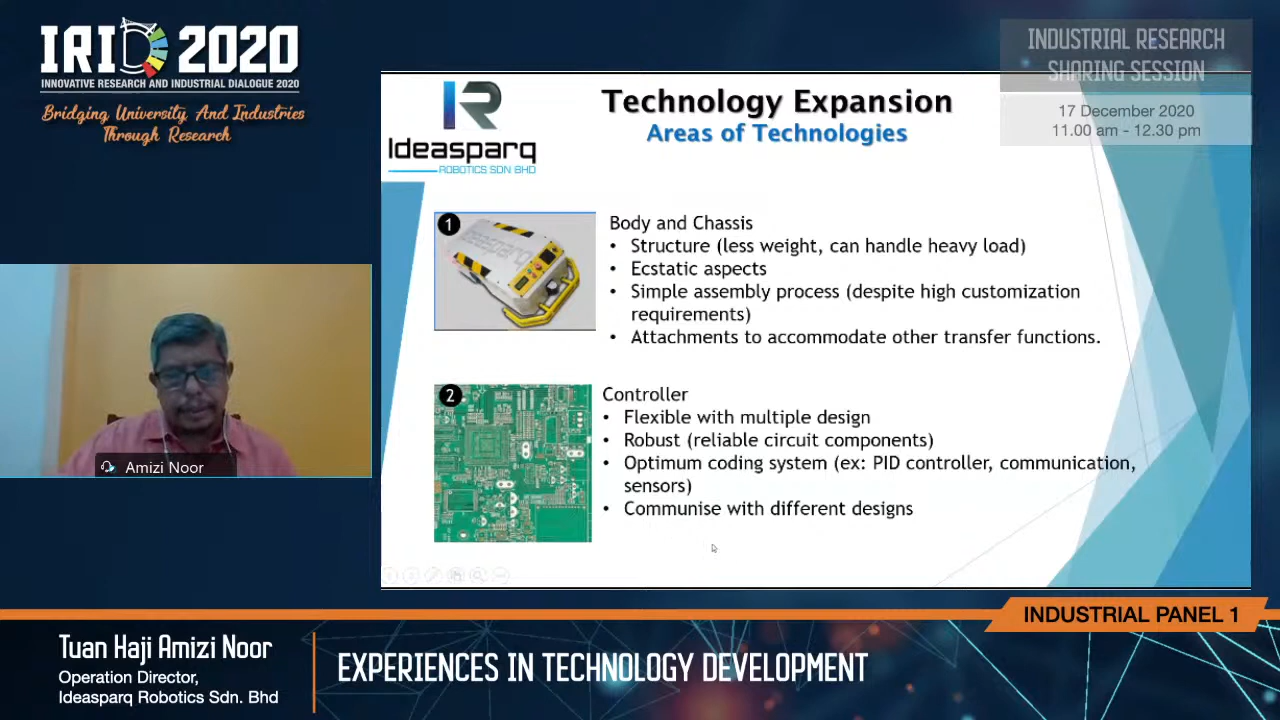 IRID 2020
INNOVATIVE RESEARCH AND INDUSTRIAL DIALOGUE 2020
Bridging University And Industries
Through Research
INDUSTRIAL RESEARCH
SHARING SESSION
17 December 2020
11.00 am - 12.30 pm
IR
Ideasparq
ROBOTICS SDN BHD
Technology Expansion
Areas of Technologies
1
Body and Chassis
• Structure (less weight, can handle heavy load)
• Ecstatic aspects
• Simple assembly process (despite high customization
requirements)
• Attachments to accommodate other transfer functions.
2
Controller
• Flexible with multiple design
• Robust (reliable circuit components)
• Optimum coding system (ex: PID controller, communication,
sensors)
• Communise with different designs
Amizi Noor
INDUSTRIAL PANEL 1
Tuan Haji Amizi Noor
Operation Director,
Ideasparq Robotics Sdn. Bhd
EXPERIENCES IN TECHNOLOGY DEVELOPMENT